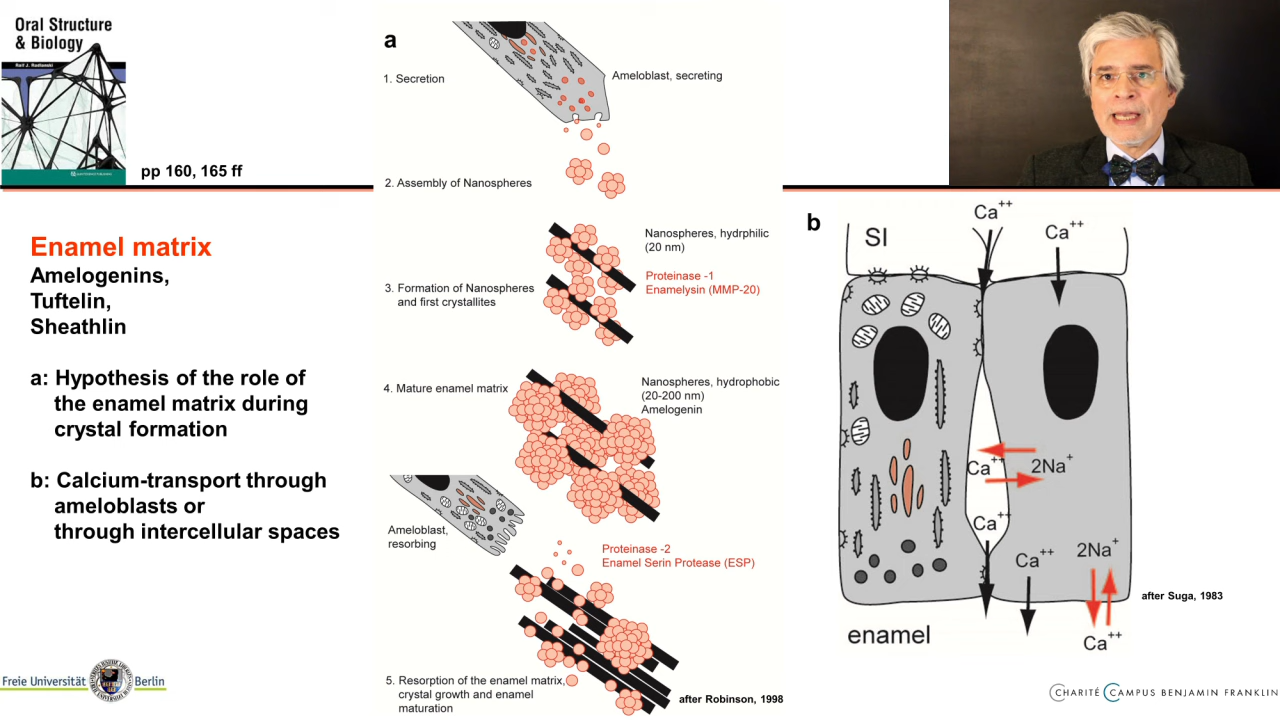 Oral Structure
& Biology
Ralf J. Radlanski
pp 160, 165 ff
Enamel matrix
Amelogenins,
Tuftelin,
Sheathlin
a: Hypothesis of the role of
the enamel matrix during
crystal formation
b: Calcium-transport through
ameloblasts or
through intercellular spaces
Freie Universität Berlin
a
1. Secretion
Ameloblast, secreting
2. Assembly of Nanospheres
Nanospheres, hydrphilic
(20 nm)
Proteinase -1
Enamelysin (MMP-20)
3. Formation of Nanospheres
and first crystallites
4. Mature enamel matrix
Nanospheres, hydrophobic
(20-200 nm)
Amelogenin
Ameloblast,
resorbing
Proteinase -2
Enamel Serin Protease (ESP)
5. Resorption of the enamel matrix,
crystal growth and enamel
maturation
after Robinson, 1998
b
SI
Ca++
Ca++
Ca++
2Na+
Ca++
Ca++
2Na+
Ca++
enamel
after Suga, 1983
CHARITÉ CAMPUS BENJAMIN FRANKLIN